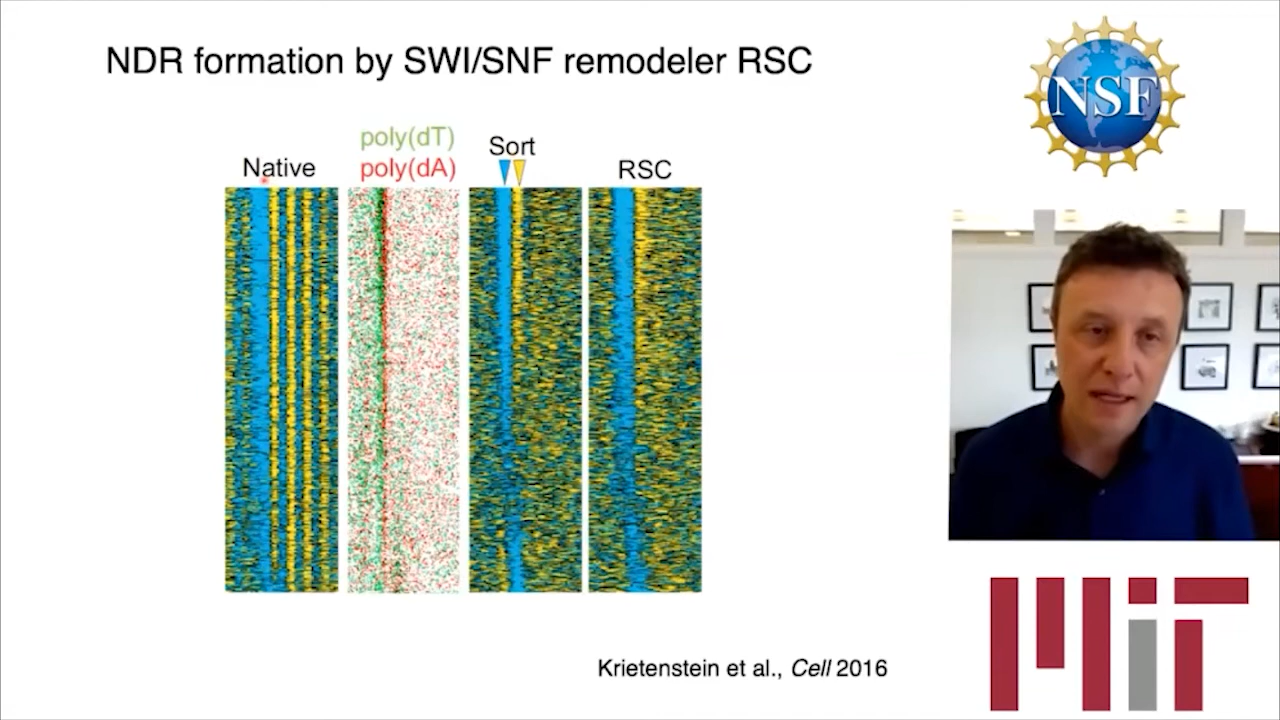 NDR formation by SWI/SNF remodeler RSC
NSF
Native
poly(dT)
poly(dA)
Sort
RSC
Krietenstein et al., Cell 2016
MIT